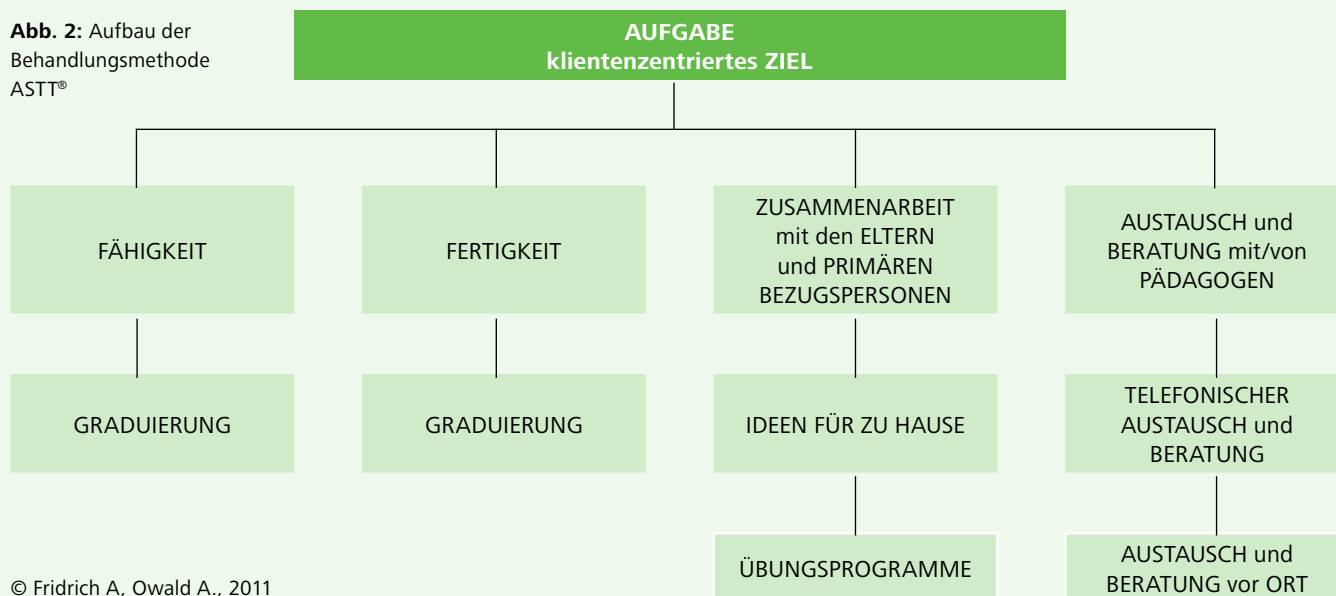 Abb. 2: Aufbau der
Behandlungsmethode
ASTT®
AUFGABE
klientenzentriertes ZIEL
FÄHIGKEIT
FERTIGKEIT
ZUSAMMENARBEIT
mit den ELTERN
und PRIMÄREN
BEZUGSPERSONEN
AUSTAUSCH und
BERATUNG mit/von
PÄDAGOGEN
GRADUIERUNG
GRADUIERUNG
IDEEN FÜR ZU HAUSE
TELEFONISCHER
AUSTAUSCH und
BERATUNG
ÜBUNGSPROGRAMME
AUSTAUSCH und
BERATUNG vor ORT
© Fridrich A, Owald A., 2011